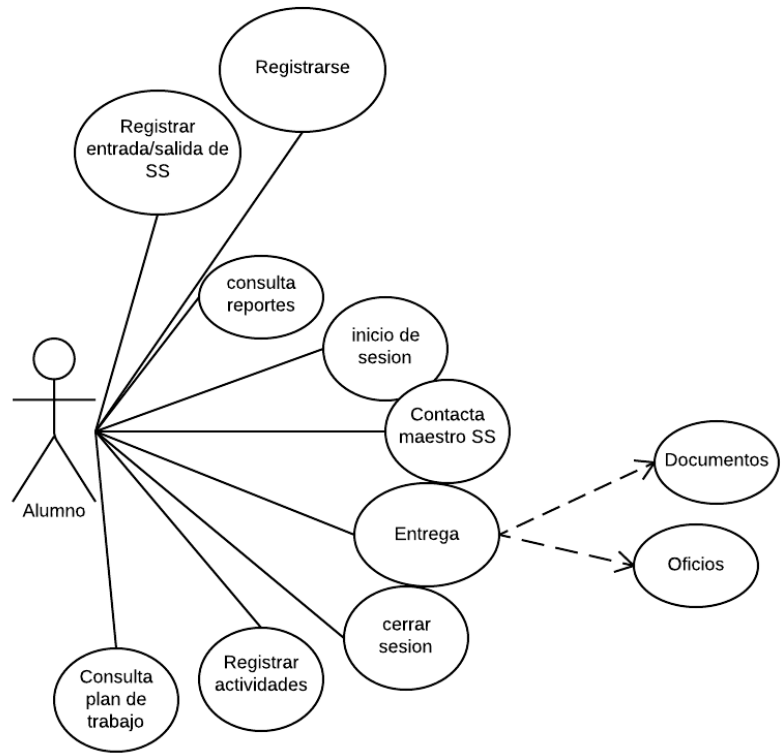 Registrarse
Registrar
entrada/salida de
SS
consulta
reportes
inicio de
sesion
Contacta
maestro SS
Documentos
Alumno
Entrega
Oficios
cerrar
sesion
Registrar
actividades
Consulta
plan de
trabajo